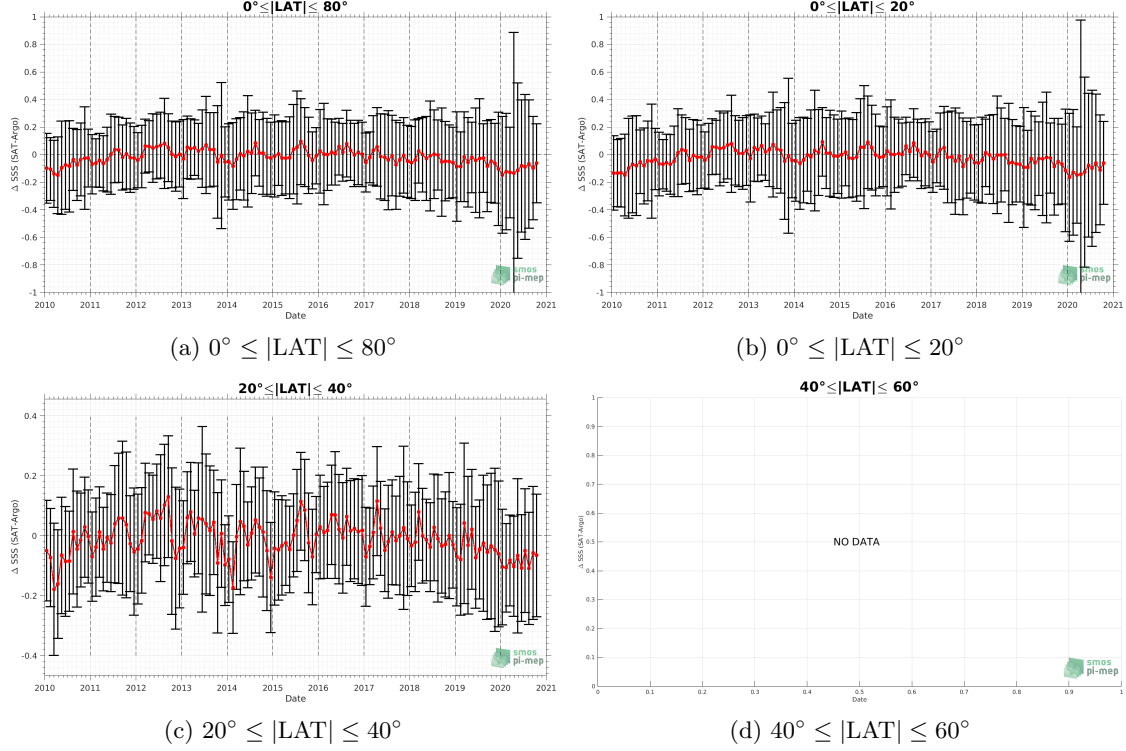 0°≤|LAT|≤ 80°
1
0.8
0.6
0.4
0.2
0
-0.2
-0.4
-0.6
-0.8
-1
Δ SSS (SAT-Argo)
2010 2011 2012 2013 2014 2015 2016 2017 2018 2019 2020 2021
Date
smos
pi-mep
(a) 0° ≤ |LAT| ≤ 80°
0°≤|LAT|≤ 20°
1
0.8
0.6
0.4
0.2
0
-0.2
-0.4
-0.6
-0.8
-1
Δ SSS (SAT-Argo)
2010 2011 2012 2013 2014 2015 2016 2017 2018 2019 2020 2021
Date
smos
pi-mep
(b) 0° ≤ |LAT| ≤ 20°
20°≤|LAT|≤ 40°
0.4
0.2
0
-0.2
-0.4
Δ SSS (SAT-Argo)
2010 2011 2012 2013 2014 2015 2016 2017 2018 2019 2020 2021
Date
smos
pi-mep
(c) 20° ≤ |LAT| ≤ 40°
40°≤|LAT|≤ 60°
1
0.9
0.8
0.7
0.6
0.5
0.4
0.3
0.2
0.1
0
Δ SSS (SAT-Argo)
NO DATA
0 0.1 0.2 0.3 0.4 0.5 0.6 0.7 0.8 0.9 1
Date
smos
pi-mep
(d) 40° ≤ |LAT| ≤ 60°